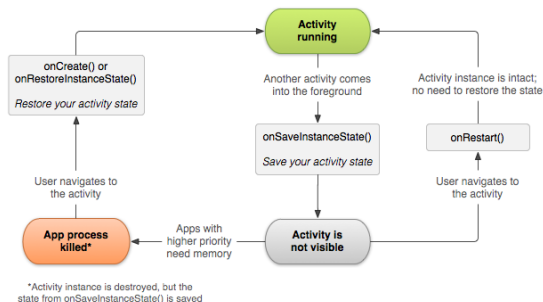 Activity
running
onCreate() or
onRestoreInstanceState()
Restore your activity state
Another activity comes
into the foreground
Activity instance is intact;
no need to restore the state
onSaveInstanceState()
Save your activity state
onRestart()
User navigates to
the activity
User navigates to
the activity
App process
killed*
Apps with
higher priority
need memory
Activity is
not visible
*Activity instance is destroyed, but the
state from onSaveInstanceState() is saved